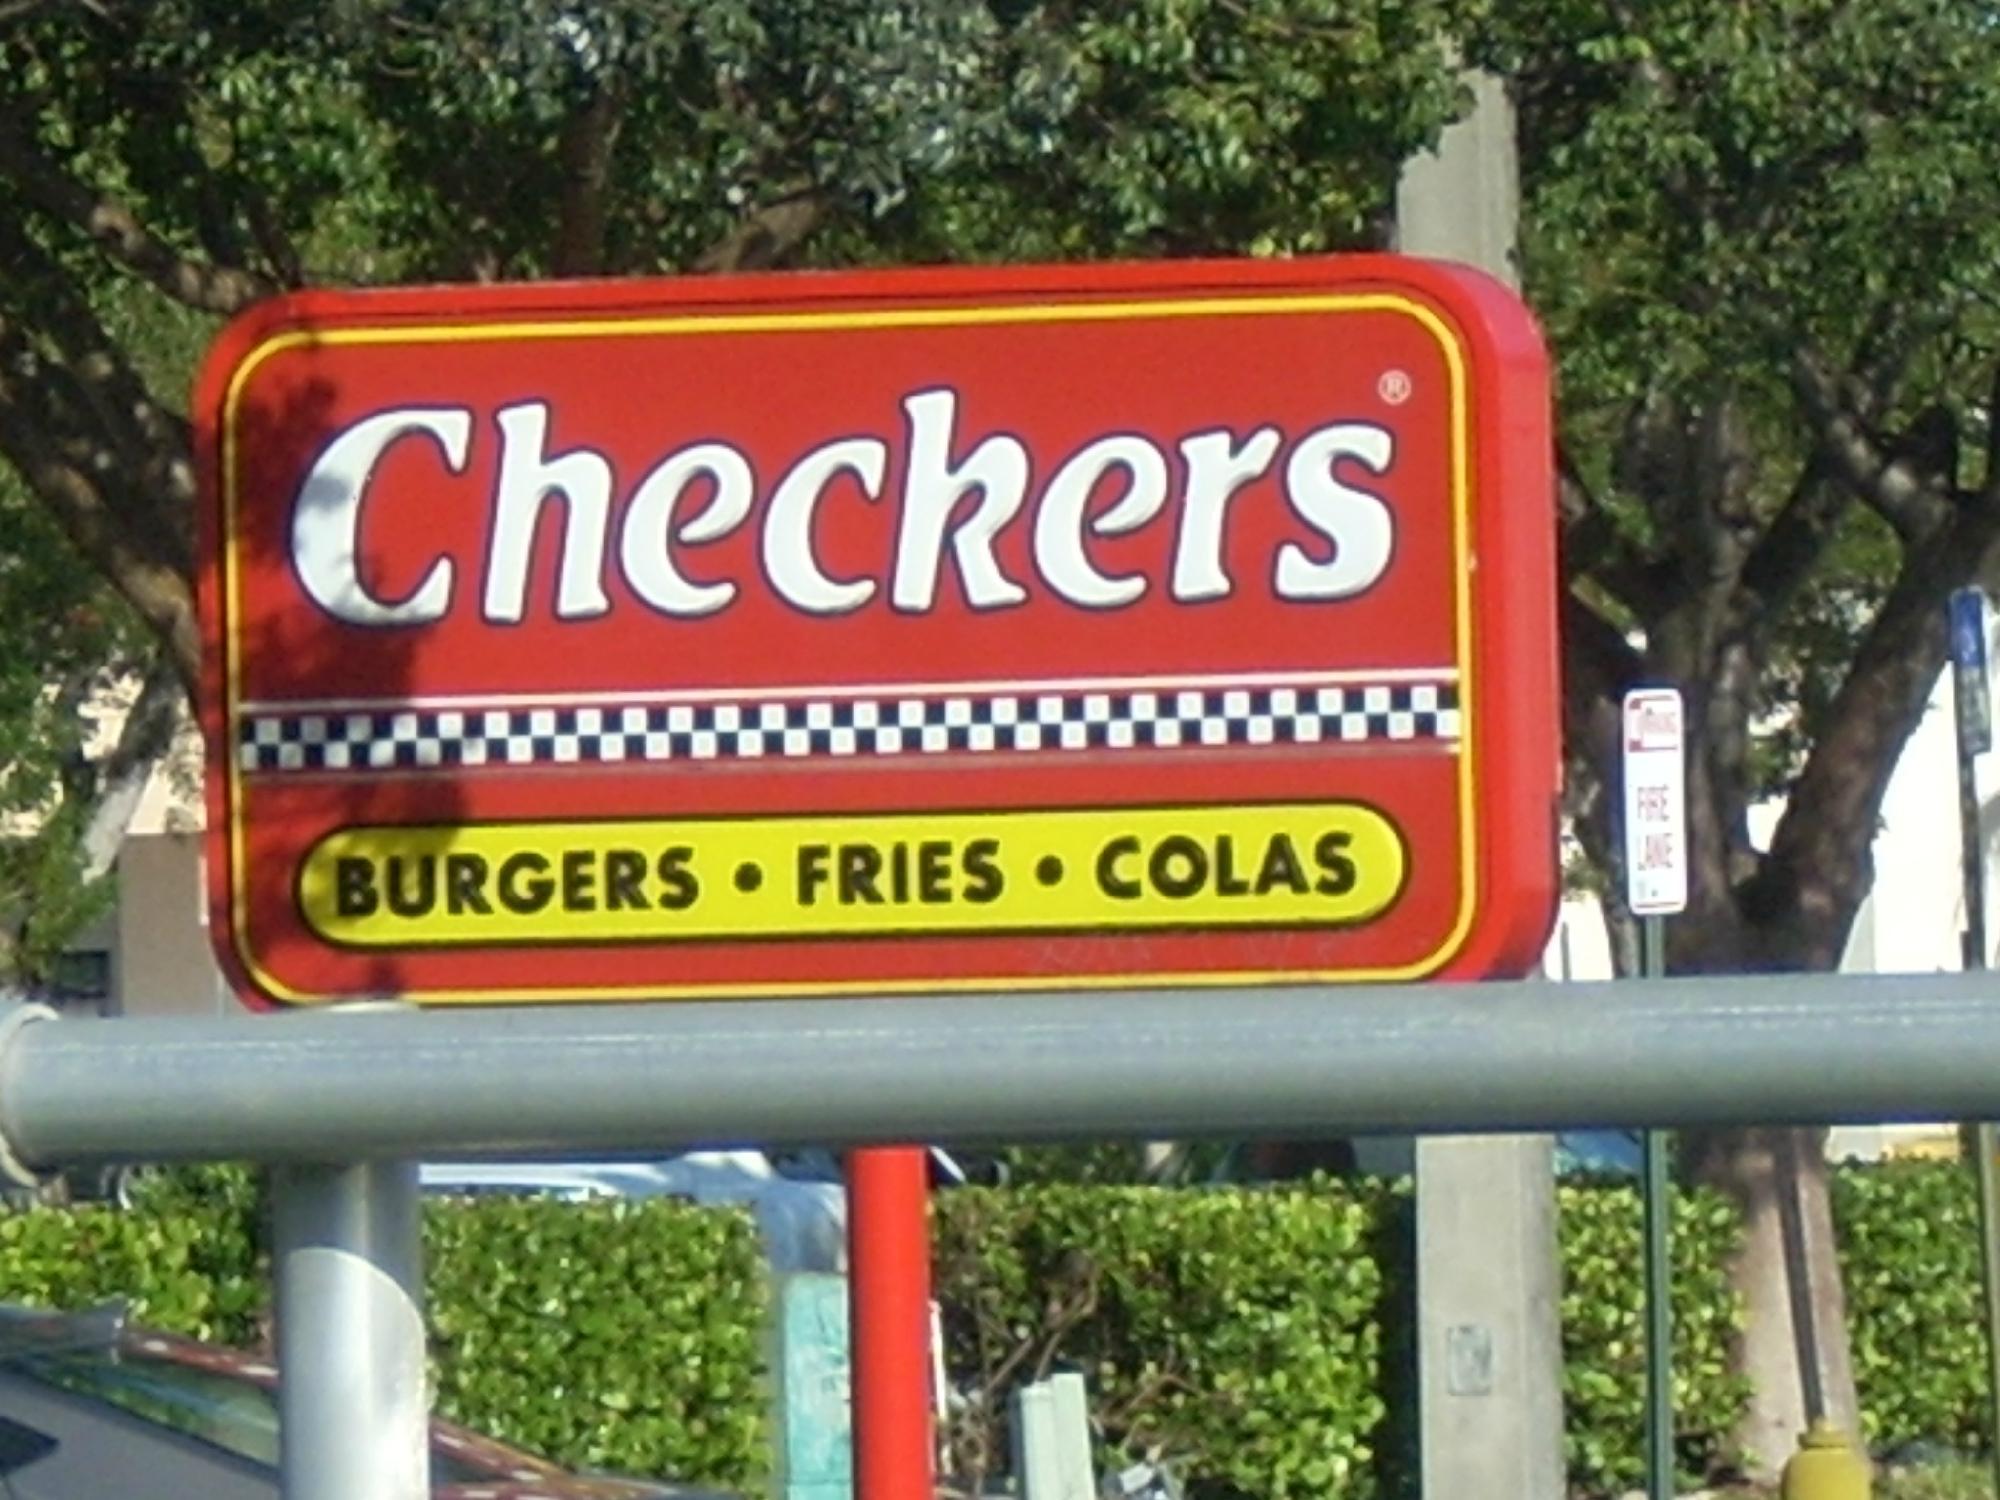 Checkers®
BURGERS • FRIES • COLAS
FIRE
LANE